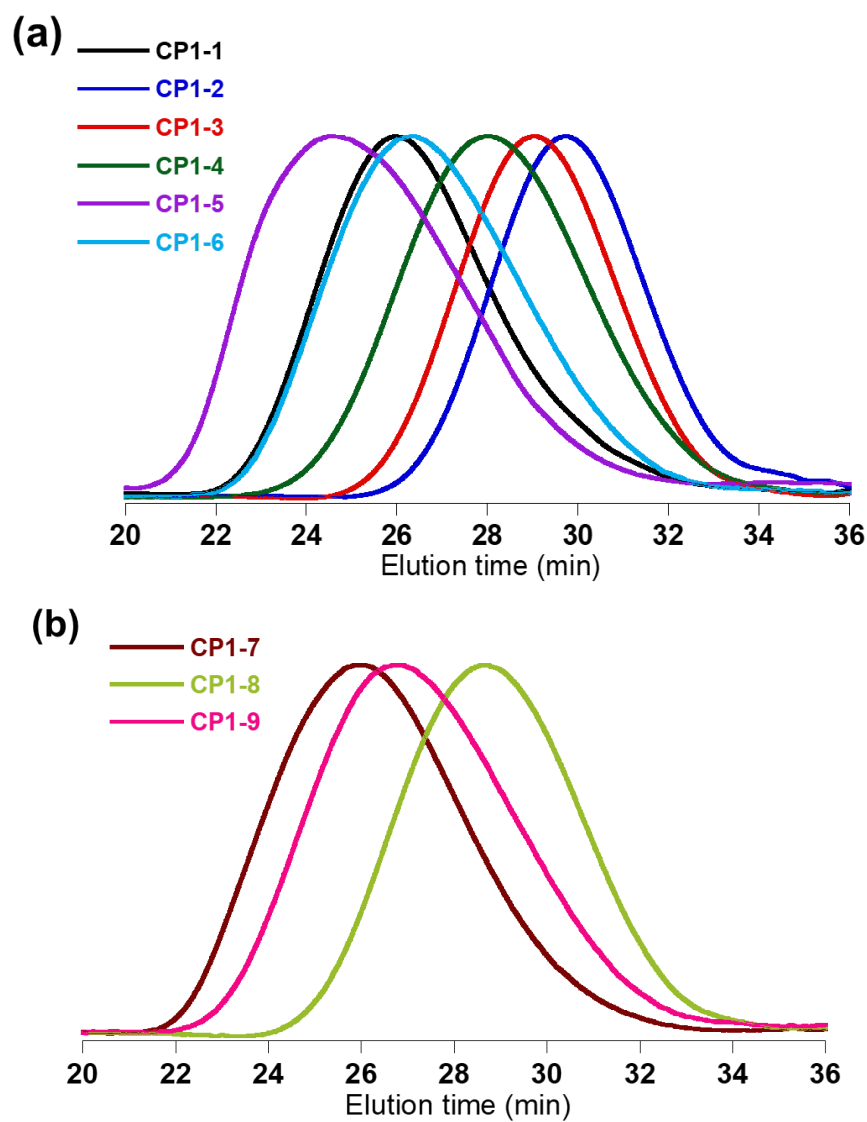 (a)
CP1-1
CP1-2
CP1-3
CP1-4
CP1-5
CP1-6
20 22 24 26 28 30 32 34 36
Elution time (min)
(b)
CP1-7
CP1-8
CP1-9
20 22 24 26 28 30 32 34 36
Elution time (min)